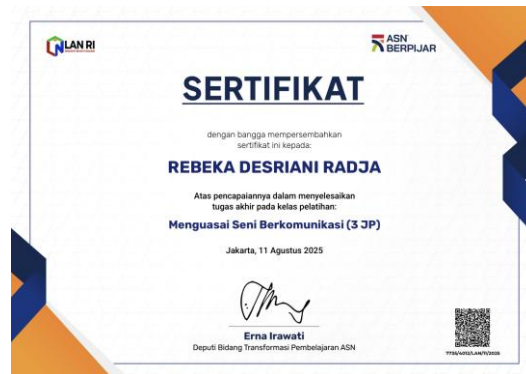 LAN RI
ASN
BERPIJAR
SERTIFIKAT
dengan bangga mempersembahkan
sertifikat ini kepada:
REBEKA DESRIANI RADJA
Atas pencapaiannya dalam menyelesaikan
tugas akhir pada kelas pelatihan:
Menguasai Seni Berkomunikasi (3 JP)
Jakarta, 11 Agustus 2025
Erna Irawati
Deputi Bidang Transformasi Pembelajaran ASN